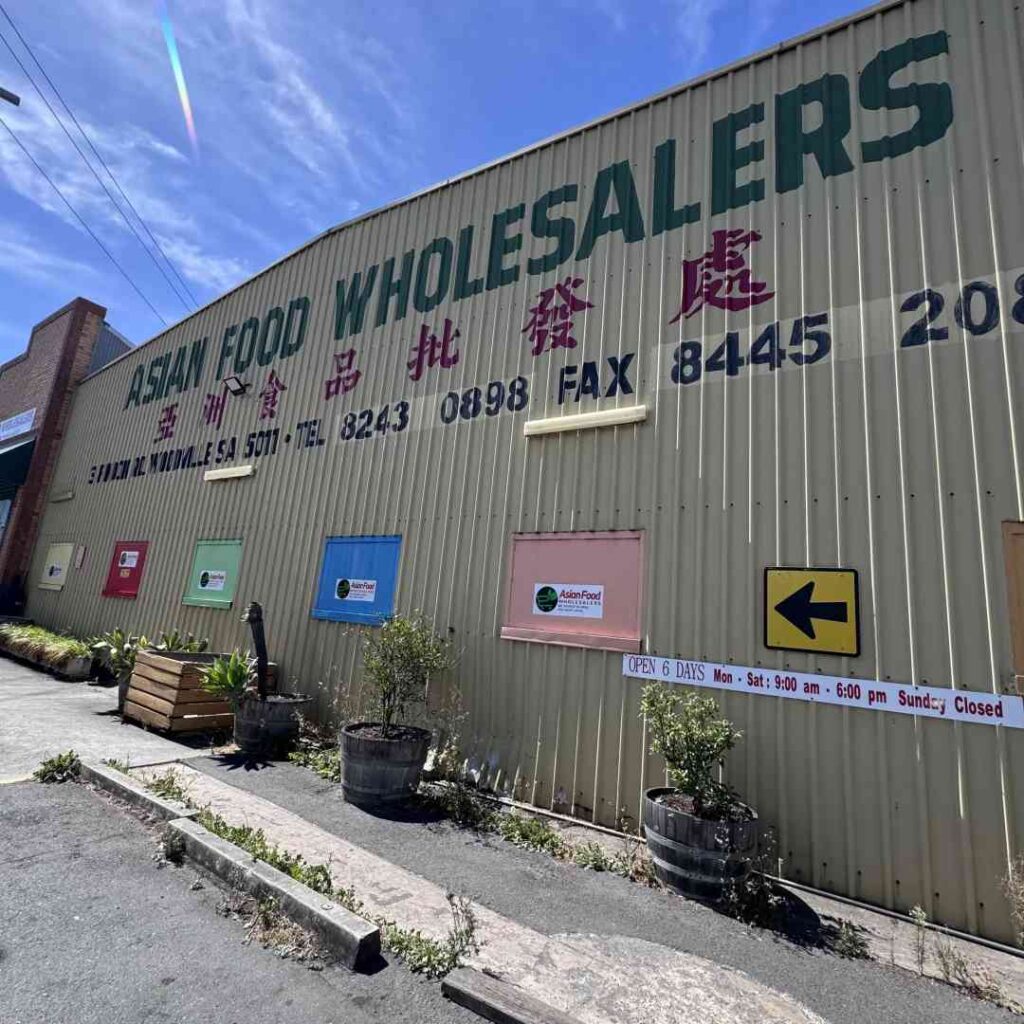 ASIAN FOOD WHOLESALERS
亞洲食品批發處
WOODVILLE SA 5011 · TEL 8243 0898 FAX 8445 208
Asian Food
WHOLESALERS
Asian Food
WHOLESALERS
OPEN 6 DAYS Mon - Sat : 9:00 am - 6:00 pm Sunday Closed